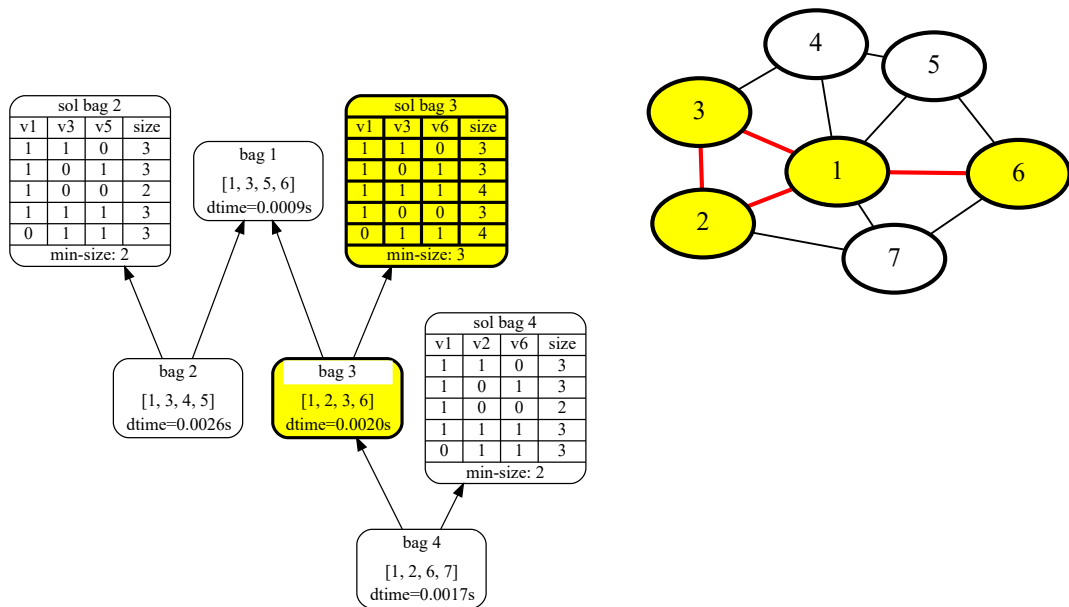 sol bag 2
v1 v3 v5 size
1 1 0 3
1 0 1 3
1 0 0 2
1 1 1 3
0 1 1 3
min-size: 2
bag 1
[1, 3, 5, 6]
dtime=0.0009s
sol bag 3
v1 v3 v6 size
1 1 0 3
1 0 1 3
1 1 1 4
1 0 0 3
0 1 1 4
min-size: 3
bag 2
[1, 3, 4, 5]
dtime=0.0026s
bag 3
[1, 2, 3, 6]
dtime=0.0020s
sol bag 4
v1 v2 v6 size
1 1 0 3
1 0 1 3
1 0 0 2
1 1 1 3
0 1 1 3
min-size: 2
bag 4
[1, 2, 6, 7]
dtime=0.0017s
4
5
3
1
6
2
7